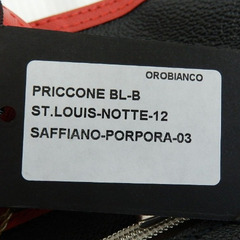 OROBIANCO
PRICCONE BL-B
ST.LOUIS-NOTTE-12
SAFFIANO-PORPORA-03